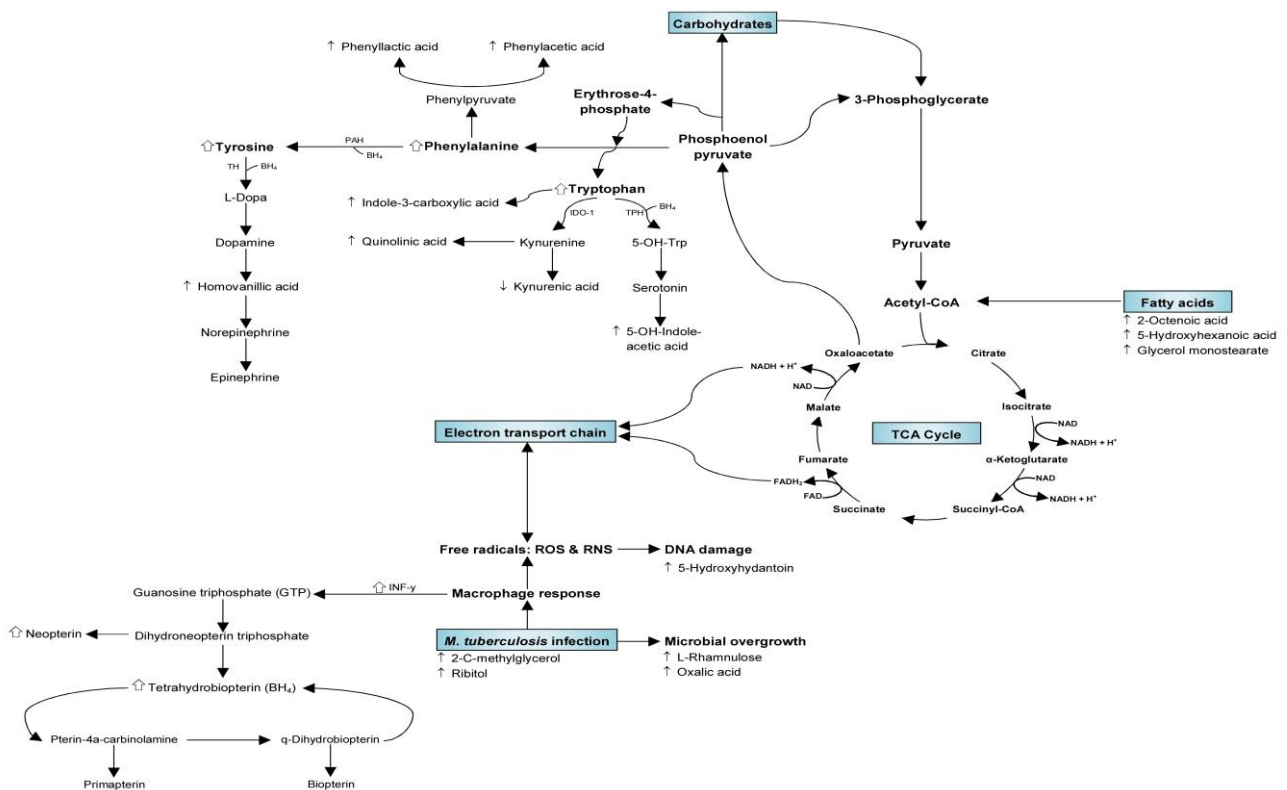 Carbohydrates
↑ Phenyllactic acid
↑ Phenylacetic acid
Phenylpyruvate
Erythrose-4-
phosphate
3-Phosphoglycerate
⇧Tyrosine
PAH
BH₄
⇧Phenylalanine
Phosphoenol
pyruvate
TH
BH₄
L-Dopa
⇧Tryptophan
↑ Indole-3-carboxylic acid
IDO-1
TPH
BH₄
Dopamine
↑ Quinolinic acid
Kynurenine
5-OH-Trp
Pyruvate
↑ Homovanillic acid
↓ Kynurenic acid
Serotonin
Acetyl-CoA
Fatty acids
↑ 2-Octenoic acid
↑ 5-Hydroxyhexanoic acid
↑ Glycerol monostearate
Norepinephrine
↑ 5-OH-Indole-
acetic acid
Epinephrine
Oxaloacetate
Citrate
NADH + H⁺
NAD
Malate
Isocitrate
NAD
NADH + H⁺
Electron transport chain
TCA Cycle
Fumarate
α-Ketoglutarate
FADH₂
FAD
NAD
NADH + H⁺
Succinate
Succinyl-CoA
Free radicals: ROS & RNS
DNA damage
↑ 5-Hydroxyhydantoin
Guanosine triphosphate (GTP)
⇧ INF-y
Macrophage response
⇧ Neopterin
Dihydroneopterin triphosphate
M. tuberculosis infection
↑ 2-C-methylglycerol
↑ Ribitol
Microbial overgrowth
↑ L-Rhamnulose
↑ Oxalic acid
⇧Tetrahydrobiopterin (BH₄)
Pterin-4a-carbinolamine
q-Dihydrobiopterin
Primapterin
Biopterin